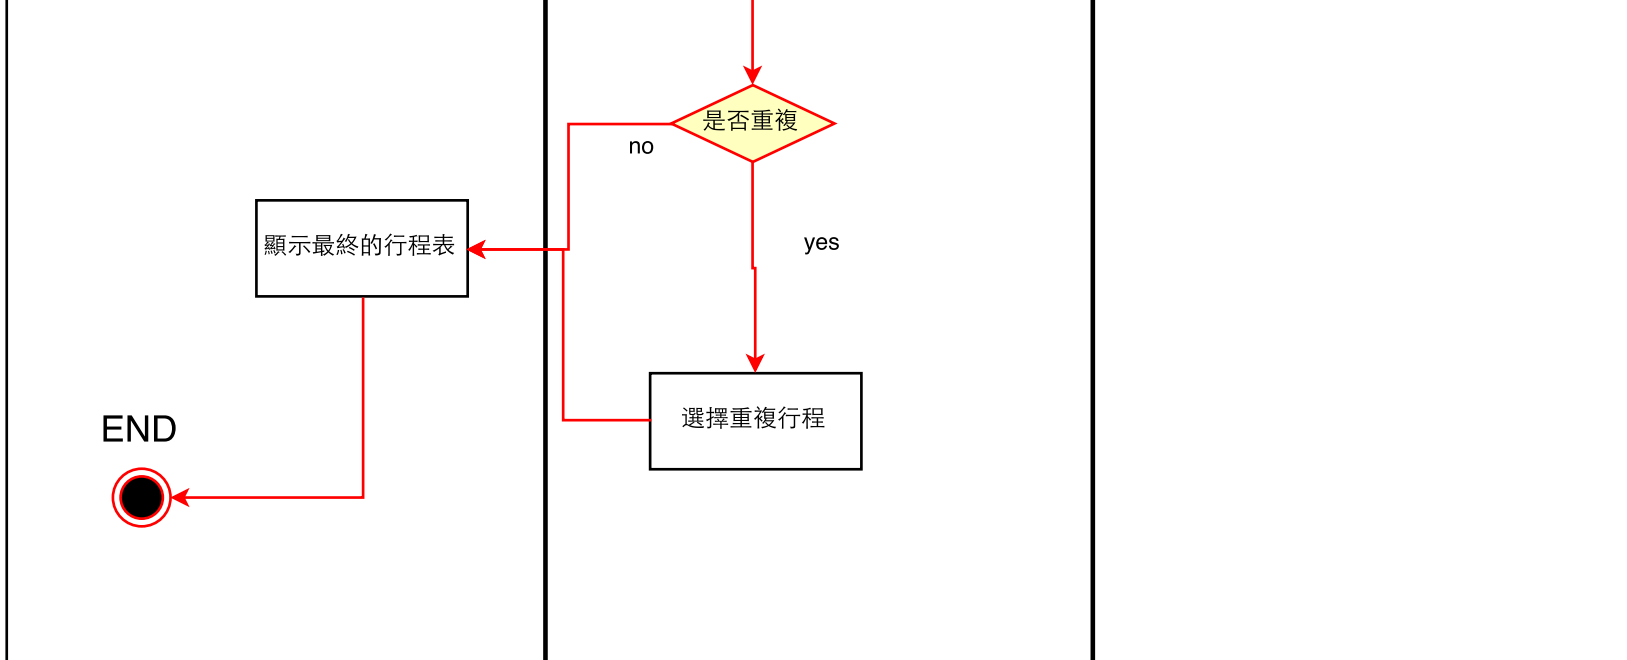 是否重複
no
yes
顯示最終的行程表
選擇重複行程
END